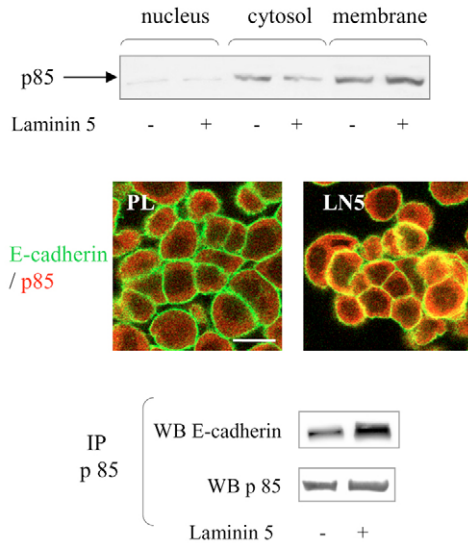 nucleus cytosol membrane
p85
Laminin 5 - + - + - +
PL LN5
E-cadherin
/ p85
IP
p 85
WB E-cadherin
WB p 85
Laminin 5 - +